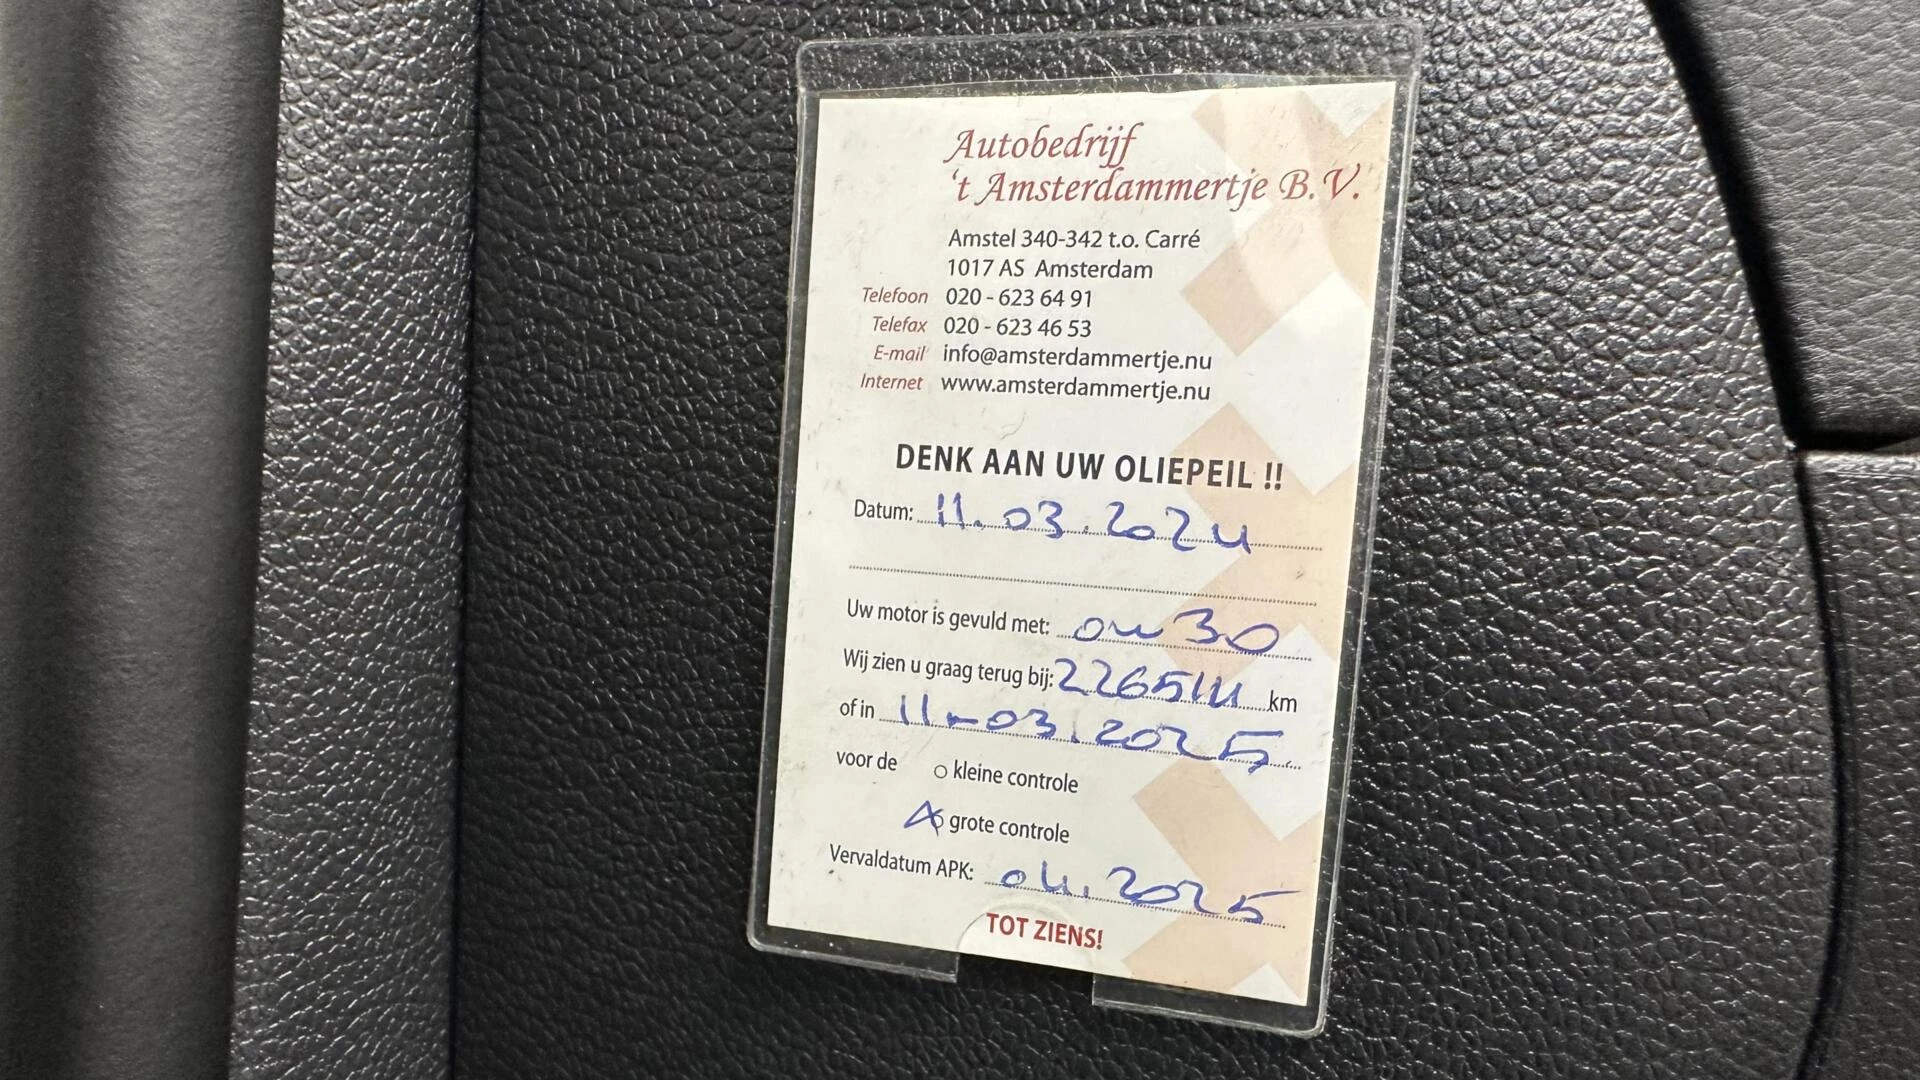 Autobedrijf
't Amsterdammertje B.V.
Amstel 340-342 t.o. Carré
1017 AS Amsterdam
Telefoon 020 - 623 64 91
Telefax 020 - 623 46 53
E-mail info@amsterdammertje.nu
Internet www.amsterdammertje.nu
DENK AAN UW OLIEPEIL !!
Datum: 11.03.2024
Uw motor is gevuld met: 0w30
Wij zien u graag terug bij: 226514 km
of in 11-03.2025
voor de kleine controle
grote controle
Vervaldatum APK: 04.2025
TOT ZIENS!